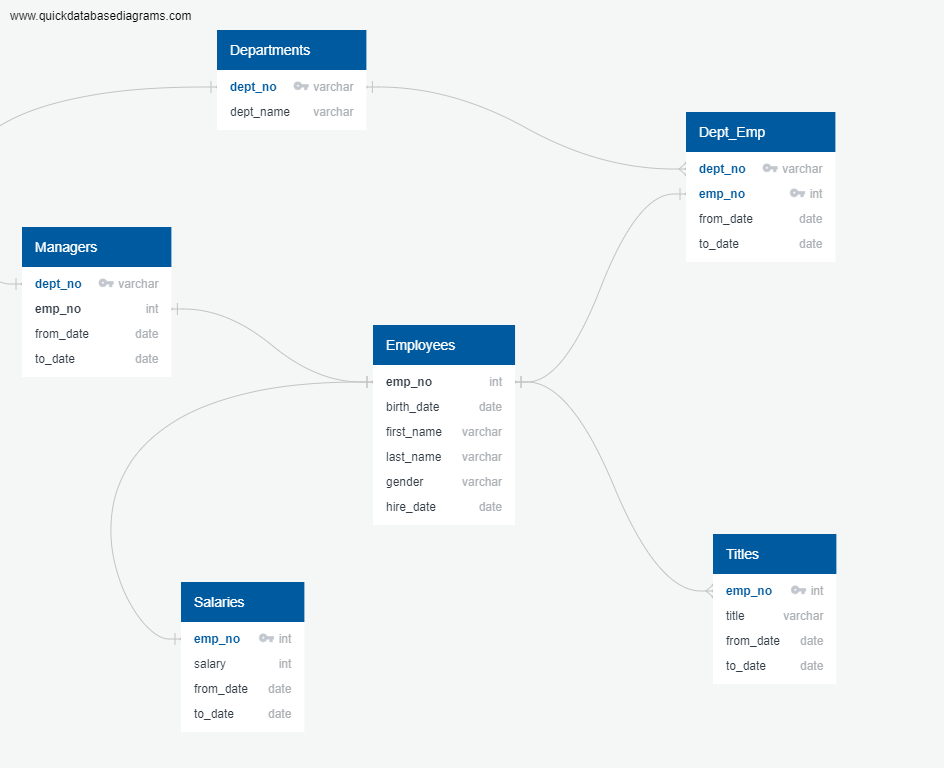 www.quickdatabasediagrams.com
Departments
dept_no varchar
dept_name varchar
Dept_Emp
dept_no varchar
emp_no int
from_date date
to_date date
Managers
dept_no varchar
emp_no int
from_date date
to_date date
Employees
emp_no int
birth_date date
first_name varchar
last_name varchar
gender varchar
hire_date date
Titles
emp_no int
title varchar
from_date date
to_date date
Salaries
emp_no int
salary int
from_date date
to_date date